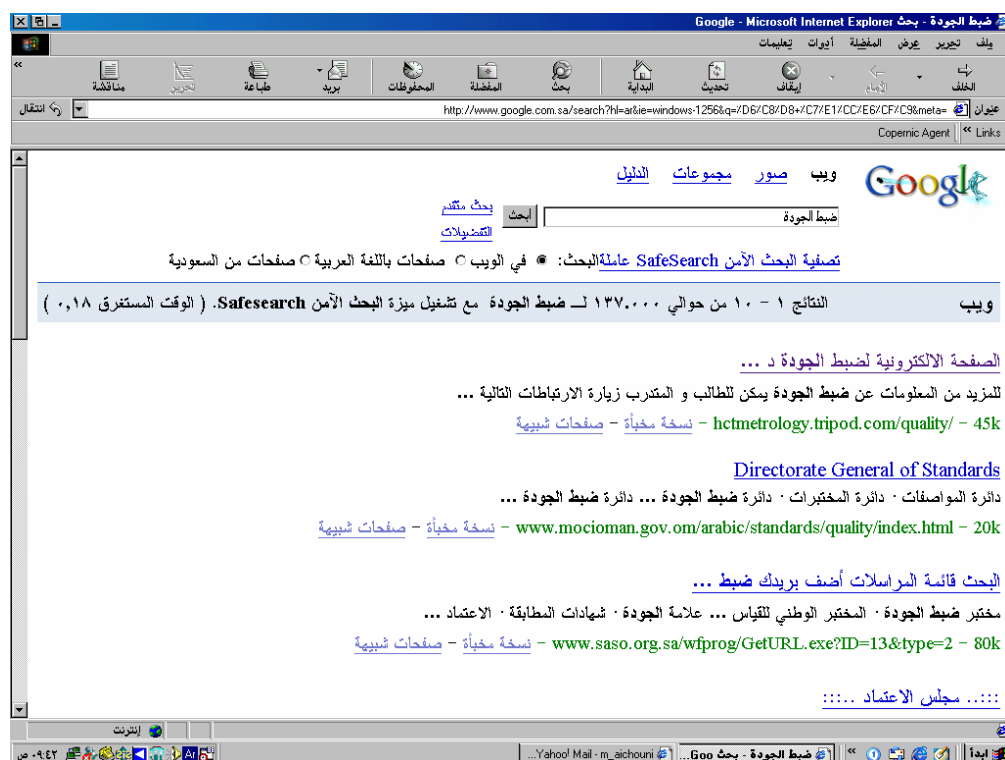 ضبط الجودة - بحث Google - Microsoft Internet Explorer
ملف تحرير عرض المفضلة أدوات تعليمات
الخلف الأمام إيقاف تحديث البداية بحث المفضلة المحفوظات بريد طباعة تحرير مناقشة
عنوان http://www.google.com.sa/search?hl=ar&ie=windows-1256&q=%D6%C8%D8+%C7%E1%CC%E6%CF%C9&meta= انتقال
Links Copernic Agent
Google ويب صور مجموعات الدليل
بحث متقدم
ضبط الجودة ابحث
التفضيلات
تصفية البحث الآمن SafeSearch عاملة البحث: في الويب صفحات باللغة العربية صفحات من السعودية
ويب النتائج ١ - ١٠ من حوالي ١٣٧.٠٠٠ لــ ضبط الجودة مع تشغيل ميزة البحث الآمن Safesearch. ( الوقت المستغرق ٠,١٨ )
الصفحة الالكترونية لضبط الجودة د ...
للمزيد من المعلومات عن ضبط الجودة يمكن للطالب و المتدرب زيارة الارتباطات التالية ...
hctmetrology.tripod.com/quality/ - 45k - نسخة مخبأة - صفحات شبيهة
Directorate General of Standards
دائرة المواصفات · دائرة المختبرات · دائرة ضبط الجودة ... دائرة ضبط الجودة ...
www.mocioman.gov.om/arabic/standards/quality/index.html - 20k - نسخة مخبأة - صفحات شبيهة
البحث قائمة المراسلات أضف بريدك ضبط ...
مختبر ضبط الجودة · المختبر الوطني للقياس ... علامة الجودة · شهادات المطابقة · الاعتماد ...
www.saso.org.sa/wfprog/GetURL.exe?ID=13&type=2 - 80k - نسخة مخبأة - صفحات شبيهة
:::.. مجلس الاعتماد ..:::
إنترنت
ابدأ ضبط الجودة - بحث Goo... Yahoo! Mail - m_aichouni... Ar ٠٩:٤٢ ص